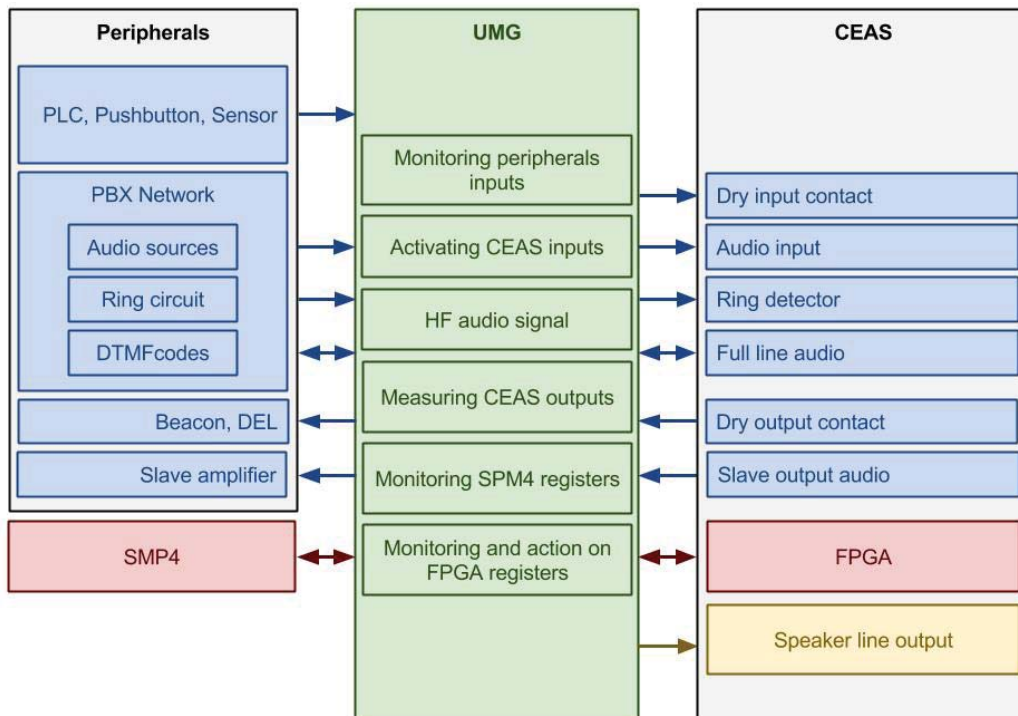 Peripherals
PLC, Pushbutton, Sensor
PBX Network
Audio sources
Ring circuit
DTMFcodes
Beacon, DEL
Slave amplifier
SMP4
UMG
Monitoring peripherals
inputs
Activating CEAS inputs
HF audio signal
Measuring CEAS outputs
Monitoring SPM4 registers
Monitoring and action on
FPGA registers
CEAS
Dry input contact
Audio input
Ring detector
Full line audio
Dry output contact
Slave output audio
FPGA
Speaker line output